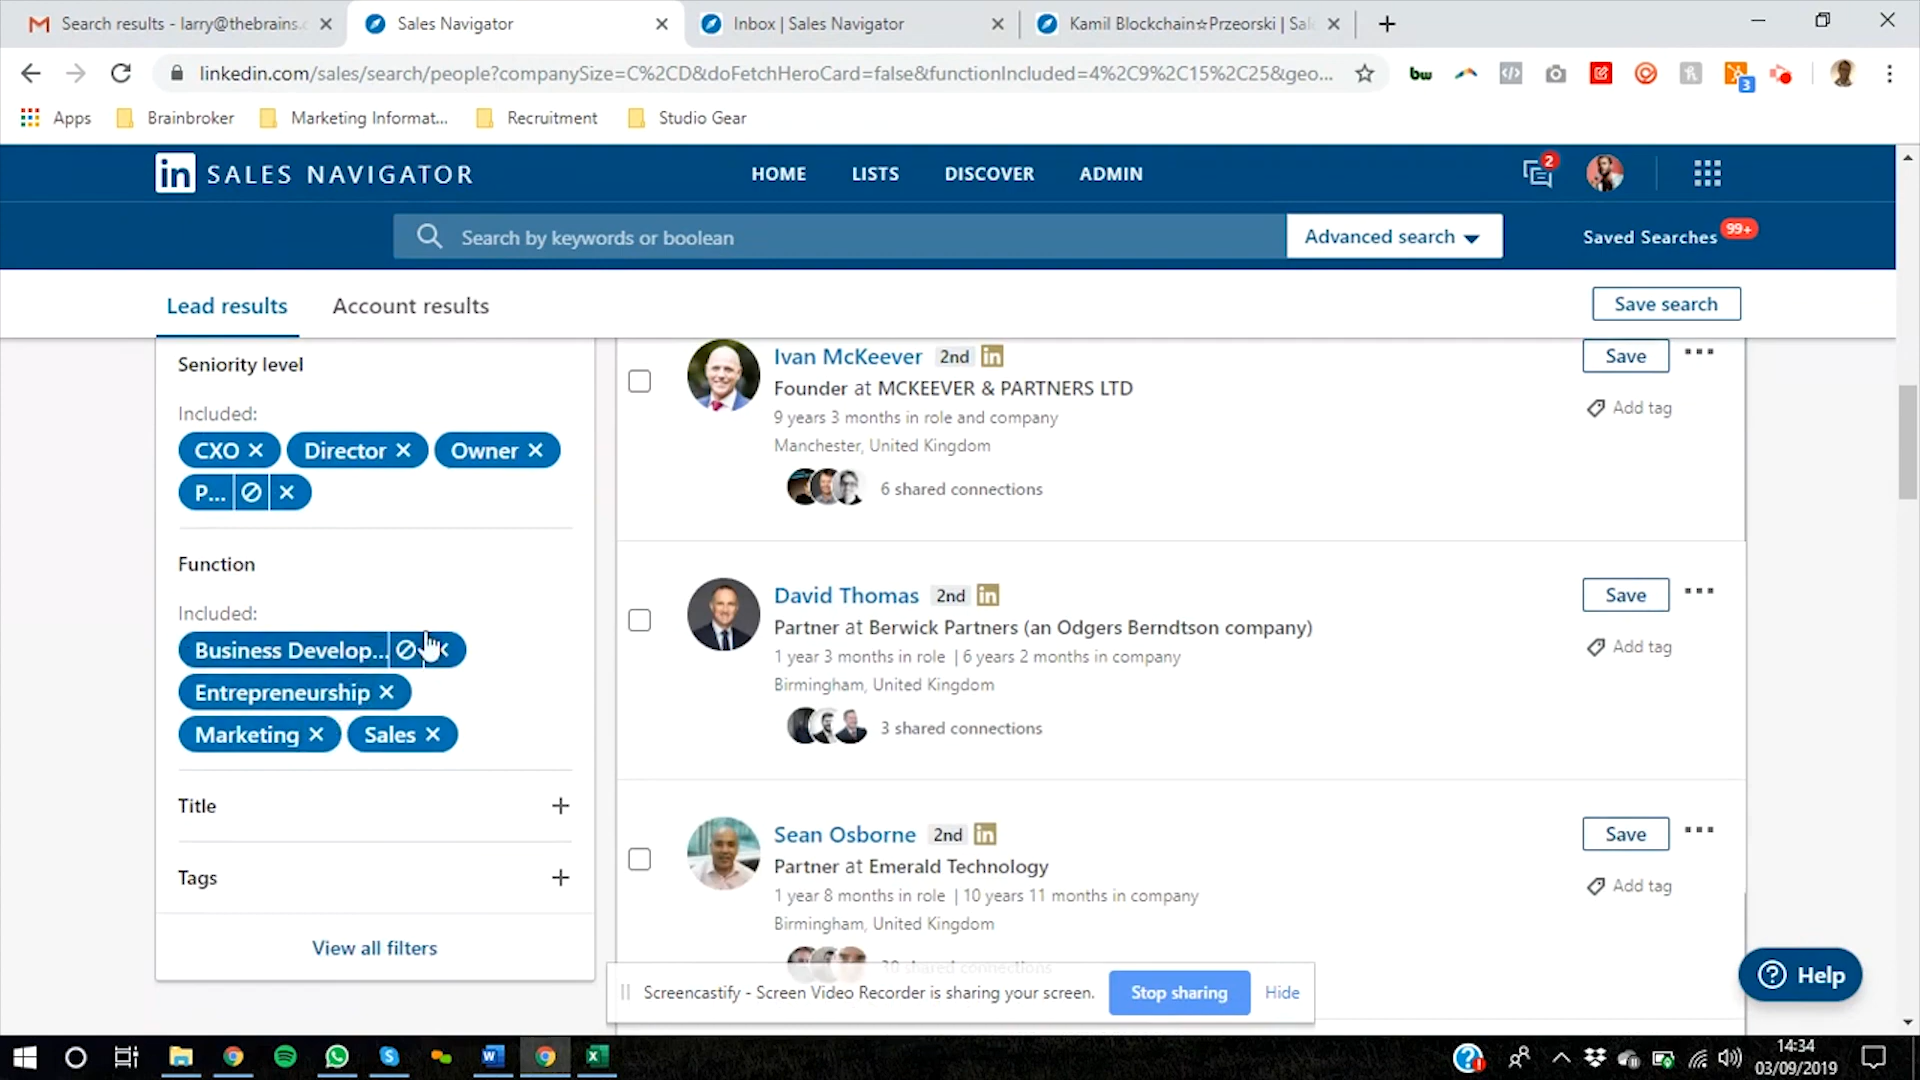 Search results - larry@thebrains.
Sales Navigator
Inbox | Sales Navigator
Kamil Blockchain☆Przeorski | Sal
linkedin.com/sales/search/people?companySize=C%2CD&doFetchHeroCard=false&functionIncluded=4%2C9%2C15%2C25&geo...
bw
3
Apps
Brainbroker
Marketing Informat...
Recruitment
Studio Gear
in SALES NAVIGATOR
HOME
LISTS
DISCOVER
ADMIN
2
Search by keywords or boolean
Advanced search
Saved Searches 99+
Lead results
Account results
Save search
Seniority level
Included:
CXO ×
Director ×
Owner ×
P...
×
Function
Included:
Business Develop...
Entrepreneurship ×
Marketing ×
Sales ×
Title +
Tags +
View all filters
Ivan McKeever 2nd in
Founder at MCKEEVER & PARTNERS LTD
9 years 3 months in role and company
Manchester, United Kingdom
6 shared connections
Save
Add tag
David Thomas 2nd in
Partner at Berwick Partners (an Odgers Berndtson company)
1 year 3 months in role | 6 years 2 months in company
Birmingham, United Kingdom
3 shared connections
Save
Add tag
Sean Osborne 2nd in
Partner at Emerald Technology
1 year 8 months in role | 10 years 11 months in company
Birmingham, United Kingdom
shared connections
Save
Add tag
Screencastify - Screen Video Recorder is sharing your screen.
Stop sharing
Hide
Help
14:34
03/09/2019